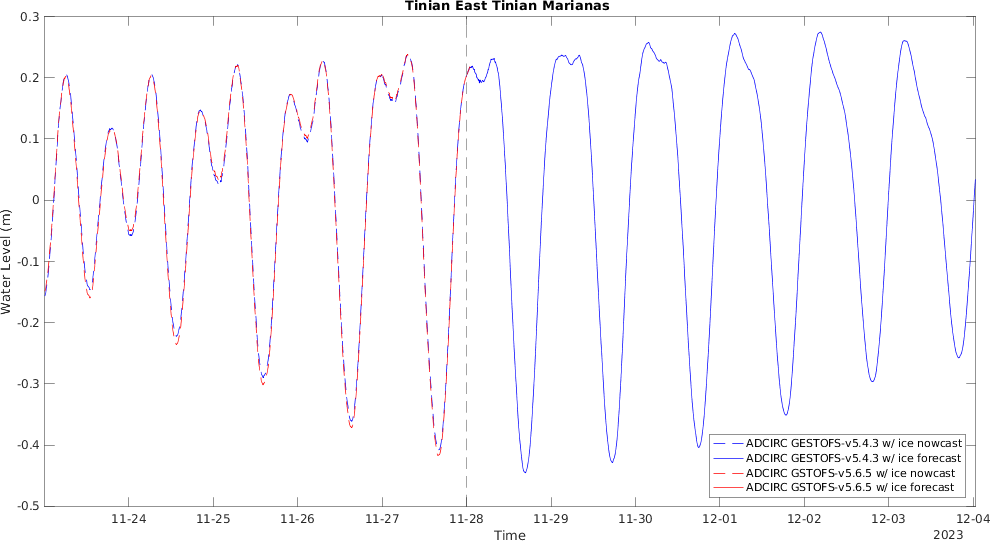 Tinian East Tinian Marianas
0.3
0.2
0.1
0
-0.1
-0.2
-0.3
-0.4
-0.5
Water Level (m)
ADCIRC GESTOFS-v5.4.3 w/ ice nowcast
ADCIRC GESTOFS-v5.4.3 w/ ice forecast
ADCIRC GSTOFS-v5.6.5 w/ ice nowcast
ADCIRC GSTOFS-v5.6.5 w/ ice forecast
11-24 11-25 11-26 11-27 11-28 11-29 11-30 12-01 12-02 12-03 12-04
Time
2023